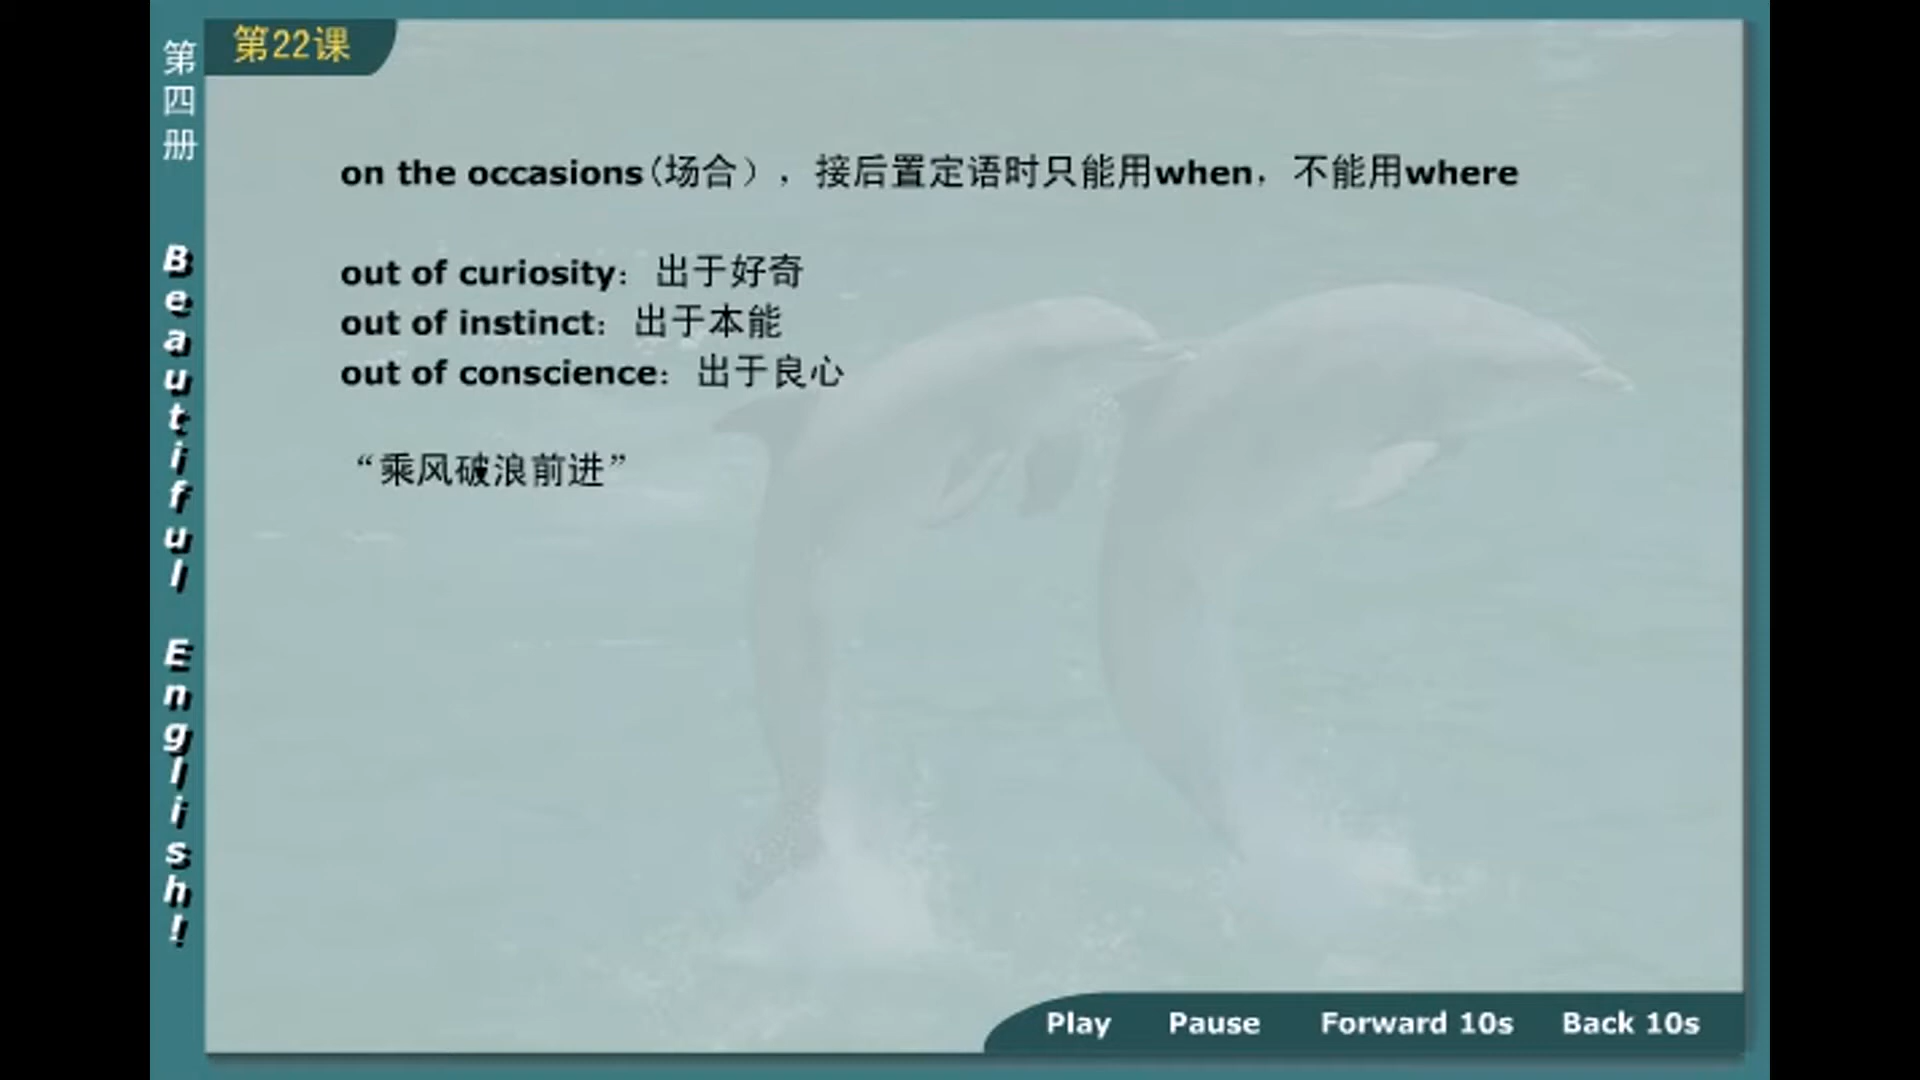 第四册
Beautiful English!
第22课
on the occasions(场合），接后置定语时只能用when，不能用where
out of curiosity：出于好奇
out of instinct：出于本能
out of conscience：出于良心
“乘风破浪前进”
Play Pause Forward 10s Back 10s